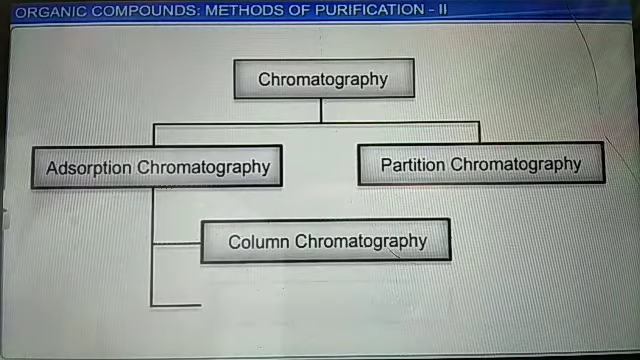 ORGANIC COMPOUNDS: METHODS OF PURIFICATION - II
Chromatography
Adsorption Chromatography
Partition Chromatography
Column Chromatography